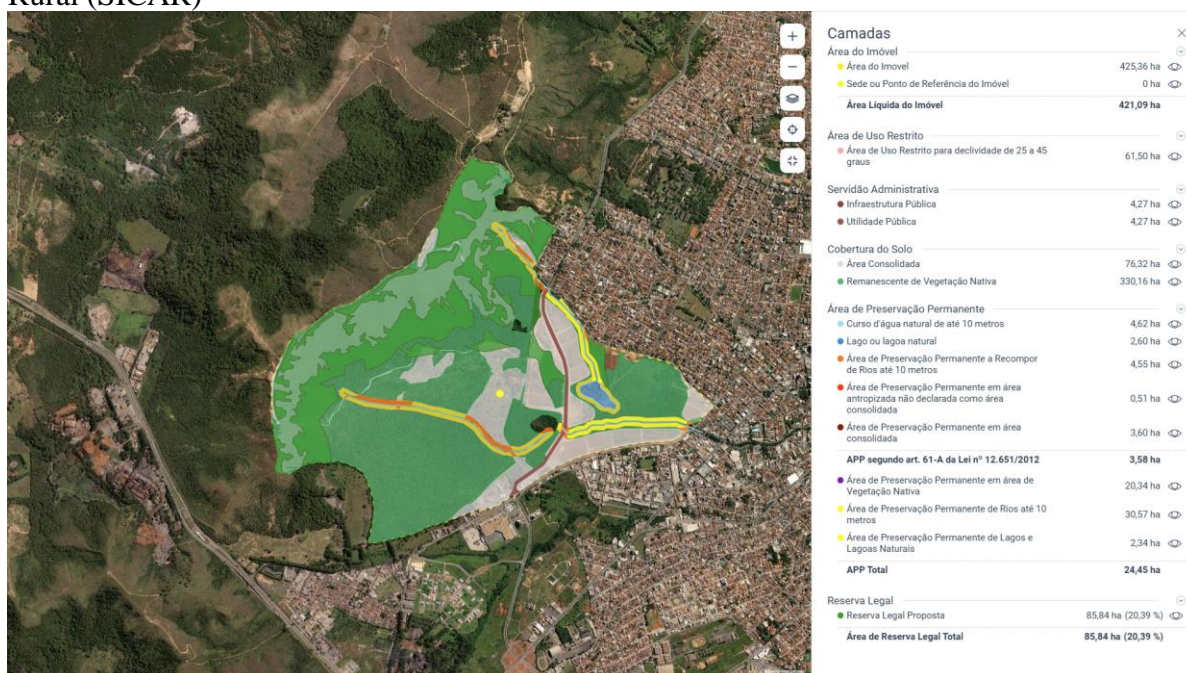 Rural (SICAR)
Camadas
Área do Imóvel
Área do Imovel 425,36 ha
Sede ou Ponto de Referência do Imóvel 0 ha
Área Líquida do Imóvel 421,09 ha
Área de Uso Restrito
Área de Uso Restrito para declividade de 25 a 45
graus 61,50 ha
Servidão Administrativa
Infraestrutura Pública 4,27 ha
Utilidade Pública 4,27 ha
Cobertura do Solo
Área Consolidada 76,32 ha
Remanescente de Vegetação Nativa 330,16 ha
Área de Preservação Permanente
Curso d'água natural de até 10 metros 4,62 ha
Lago ou lagoa natural 2,60 ha
Área de Preservação Permanente a Recompor
de Rios até 10 metros 4,55 ha
Área de Preservação Permanente em área
antropizada não declarada como área
consolidada 0,51 ha
Área de Preservação Permanente em área
consolidada 3,60 ha
APP segundo art. 61-A da Lei nº 12.651/2012 3,58 ha
Área de Preservação Permanente em área de
Vegetação Nativa 20,34 ha
Área de Preservação Permanente de Rios até 10
metros 30,57 ha
Área de Preservação Permanente de Lagos e
Lagoas Naturais 2,34 ha
APP Total 24,45 ha
Reserva Legal
Reserva Legal Proposta 85,84 ha (20,39 %)
Área de Reserva Legal Total 85,84 ha (20,39 %)